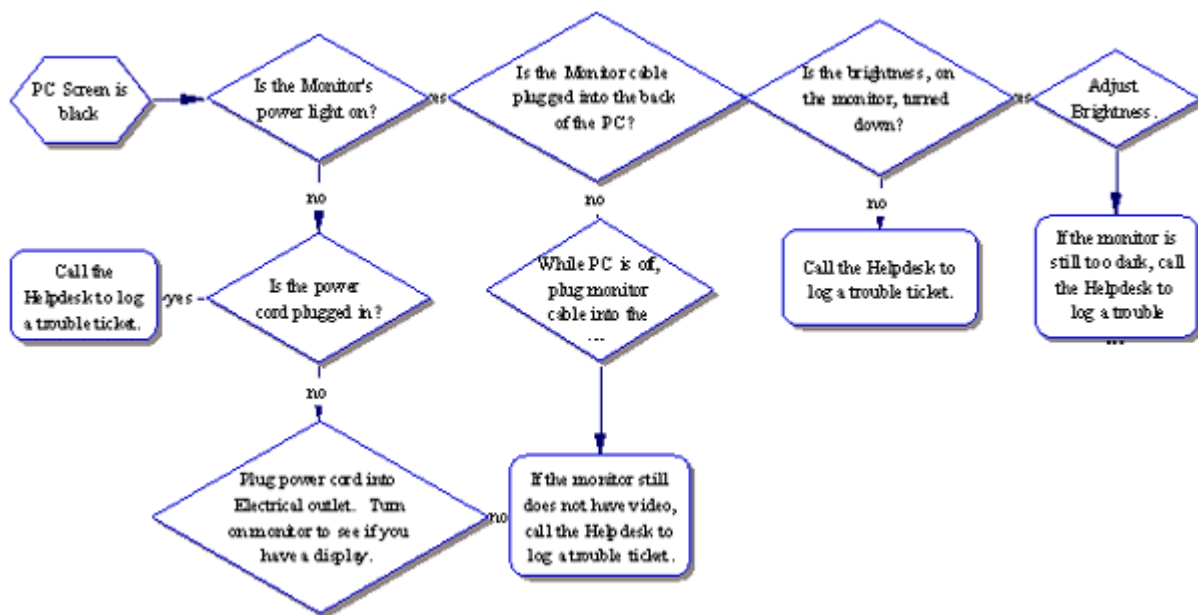 PC Screen is
black
Is the Monitor's
power light on?
yes
Is the Monitor cable
plugged into the back
of the PC?
Is the brightness, on
the monitor, turned
down?
yes
Adjust
Brightness.
no
no
no
Call the
Helpdesk to log
a trouble ticket.
yes
Is the power
cord plugged in?
While PC is of,
plug monitor
cable into the
...
Call the Helpdesk to
log a trouble ticket.
If the monitor is
still too dark, call
the Helpdesk to
log a trouble
...
no
Plug power cord into
Electrical outlet. Turn
on monitor to see if you
have a display.
no
If the monitor still
does not have video,
call the Helpdesk to
log a trouble ticket.